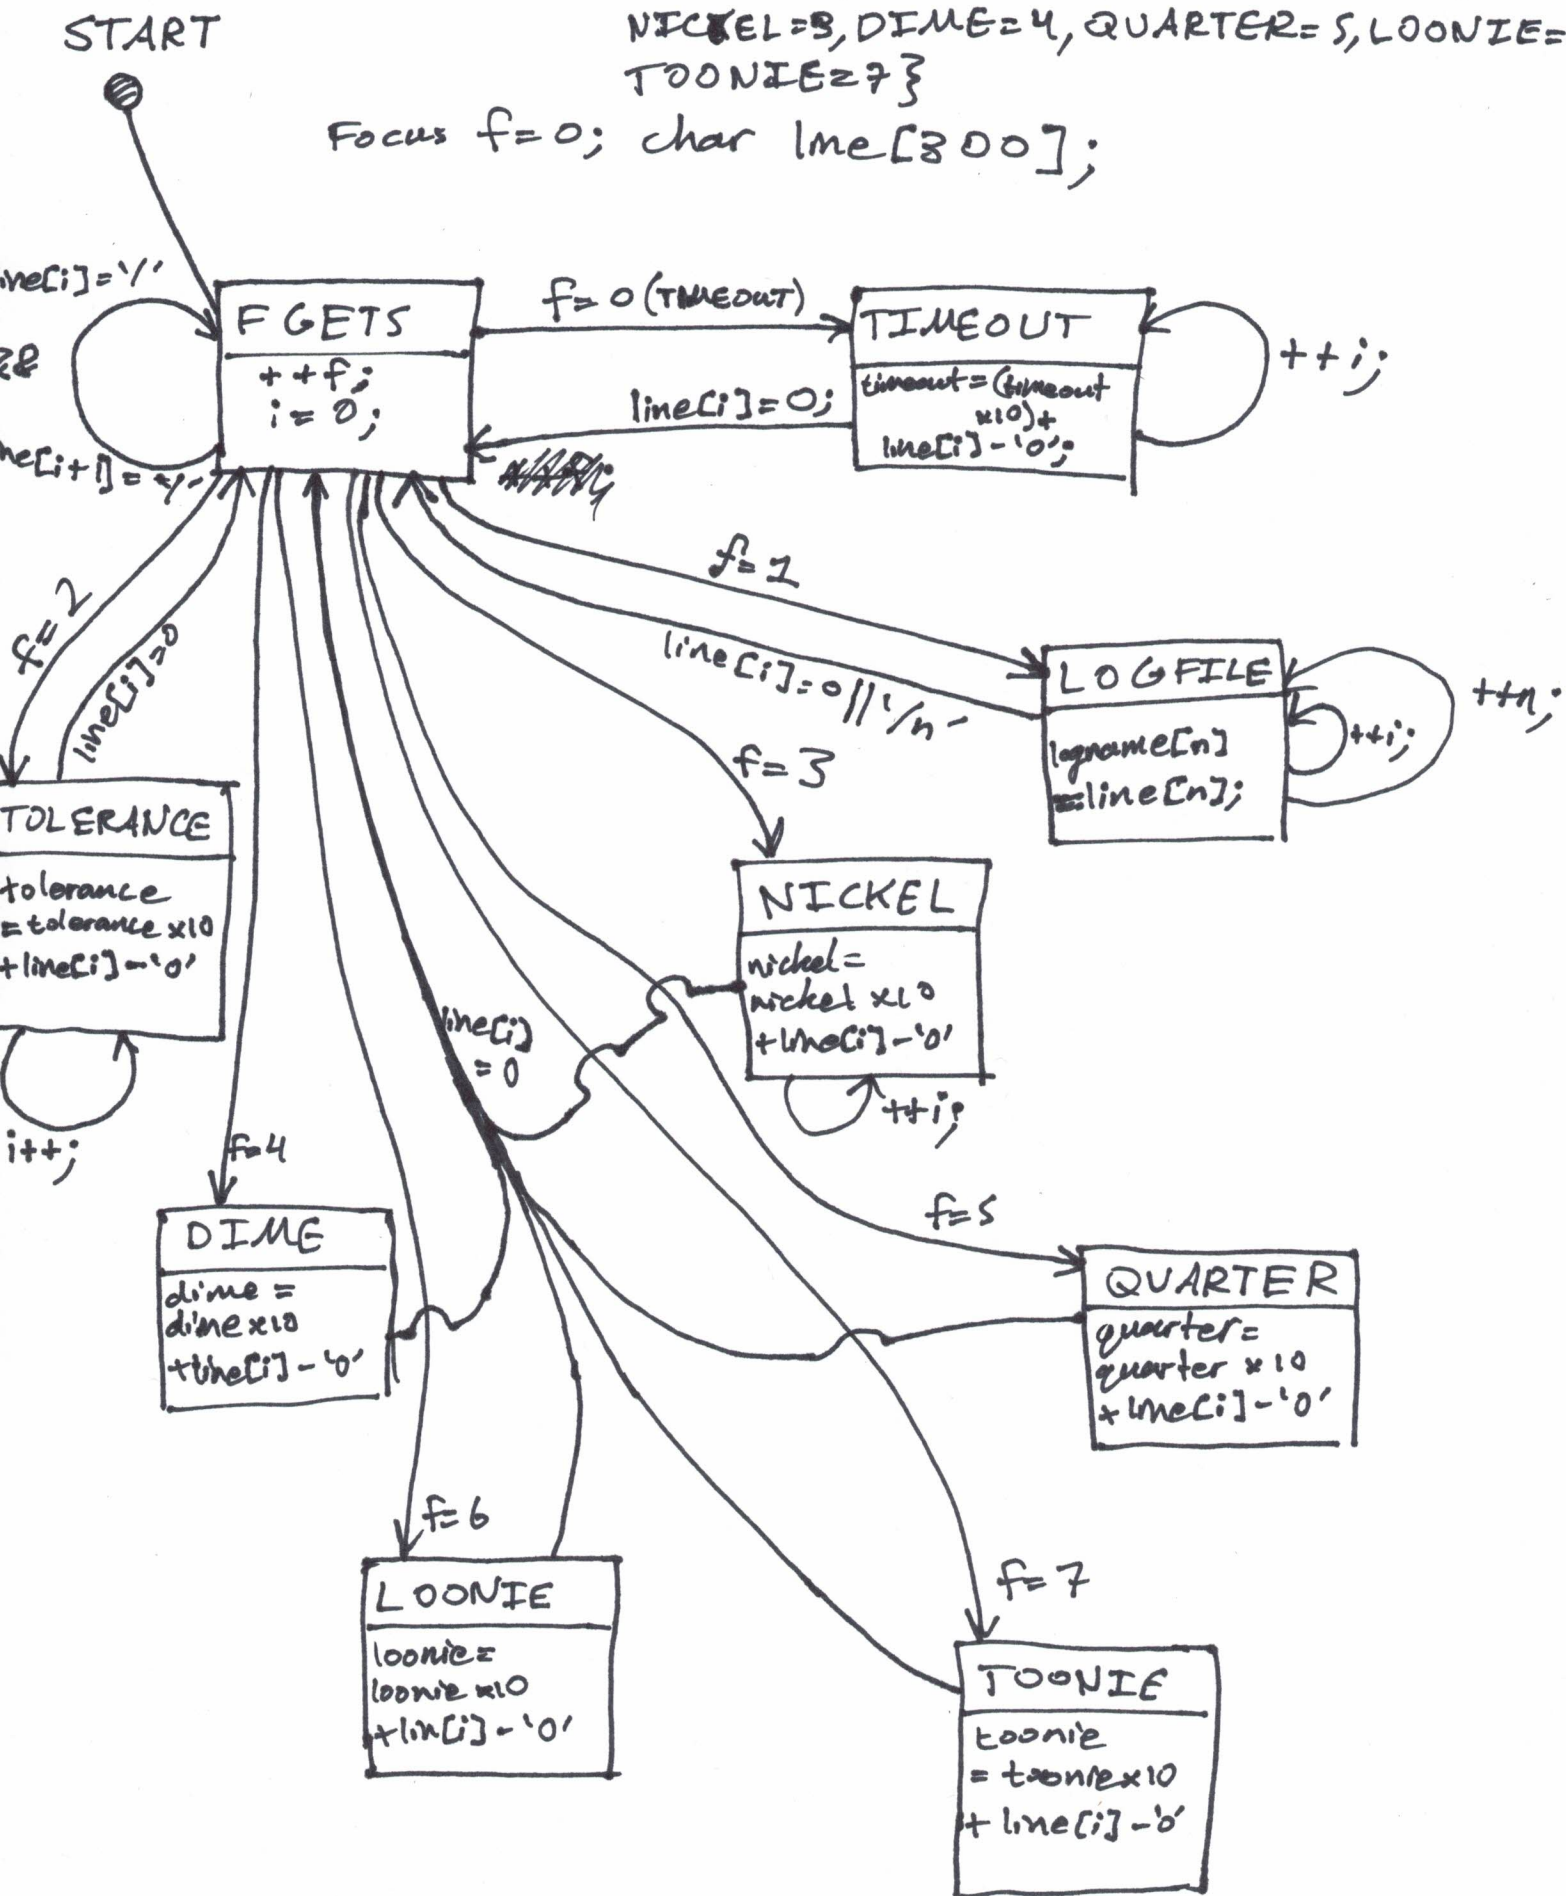 START
NICKEL=3, DIME=4, QUARTER=5, LOONIE=
TOONIE=7}
Focus f=0; char line[300];
ine[i]='/'
&&
ne[i+1]='/'
FGETS
++f;
i=0;
f=0 (TIMEOUT)
line[i]=0;
TIMEOUT
timeout=(timeout
x10)+
line[i]-'0';
++i;
f=1
line[i]=0||'/n'
LOGFILE
logname[n]
=line[n];
++i;
++n;
f=2
line[i]=0
TOLERANCE
tolerance
=tolerance x10
+line[i]-'0'
i++;
f=3
NICKEL
nickel=
nickel x10
+line[i]-'0'
++i;
line[i]
=0
f=4
DIME
dime=
dime x10
+line[i]-'0'
f=5
QUARTER
quarter=
quarter x10
+line[i]-'0'
f=6
LOONIE
loonie=
loonie x10
+lin[i]-'0'
f=7
TOONIE
toonie
=toonie x10
+line[i]-'0'